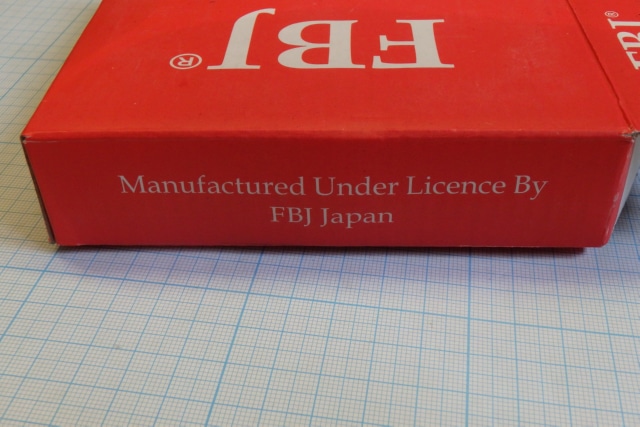 FBJ®
Manufactured Under Licence By
FBJ Japan
FBJ®